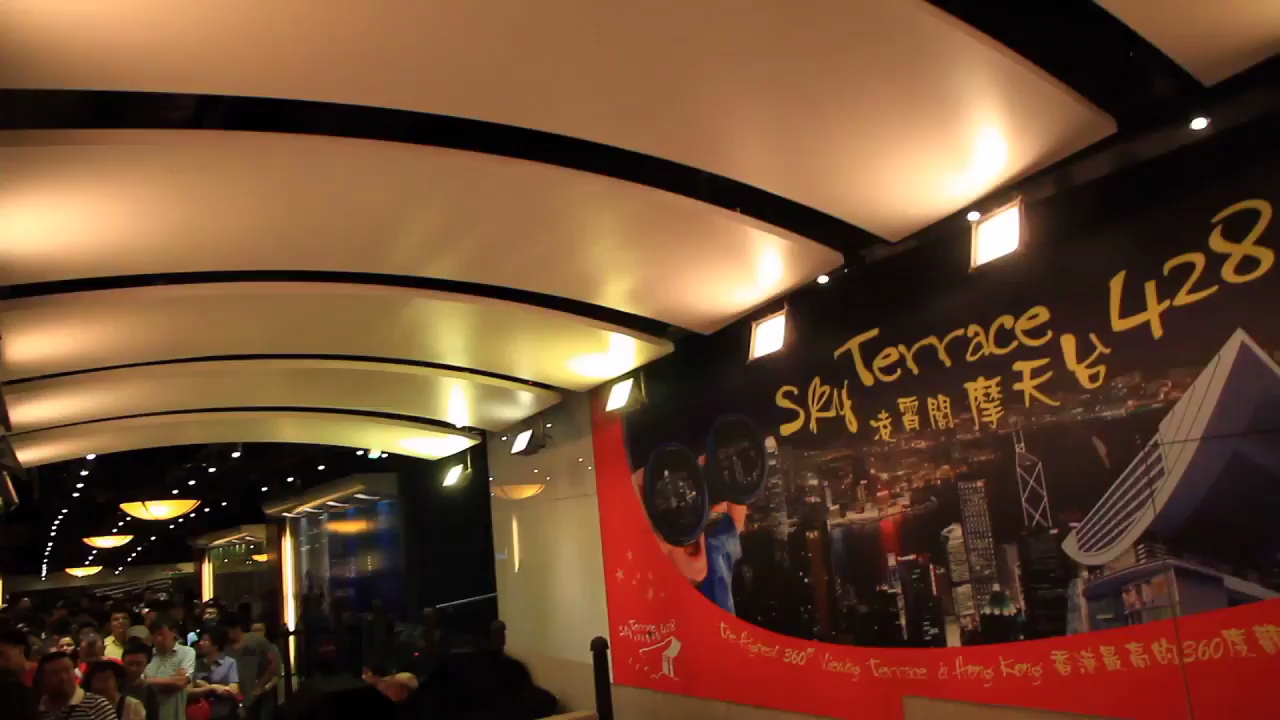 Sky Terrace 428
凌霄閣 摩天台
Sky Terrace 428
the highest 360° Viewing Terrace in Hong Kong 香港最高的360度觀